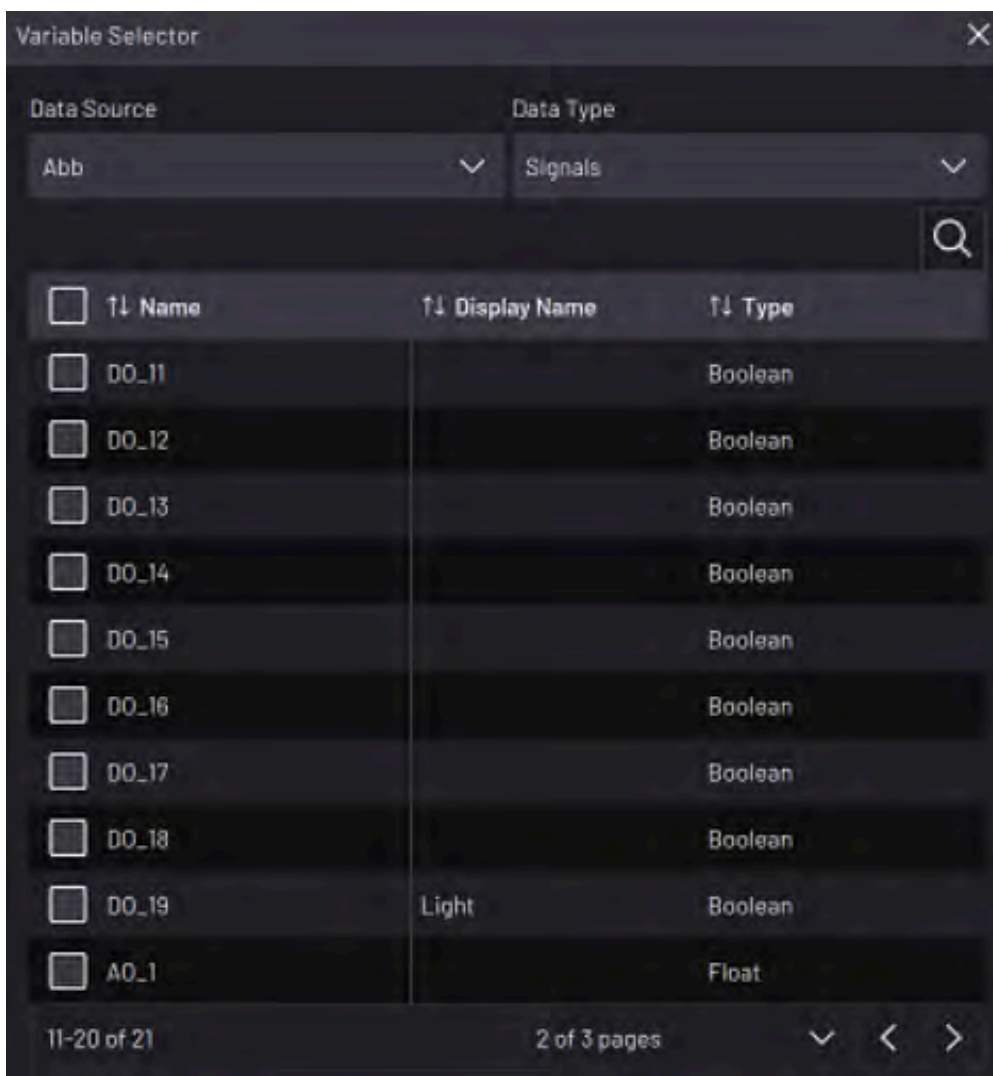 Variable Selector
Data Source Data Type
Abb Signals
Name Display Name Type
DO_11 Boolean
DO_12 Boolean
DO_13 Boolean
DO_14 Boolean
DO_15 Boolean
DO_16 Boolean
DO_17 Boolean
DO_18 Boolean
DO_19 Light Boolean
AO_1 Float
11-20 of 21 2 of 3 pages